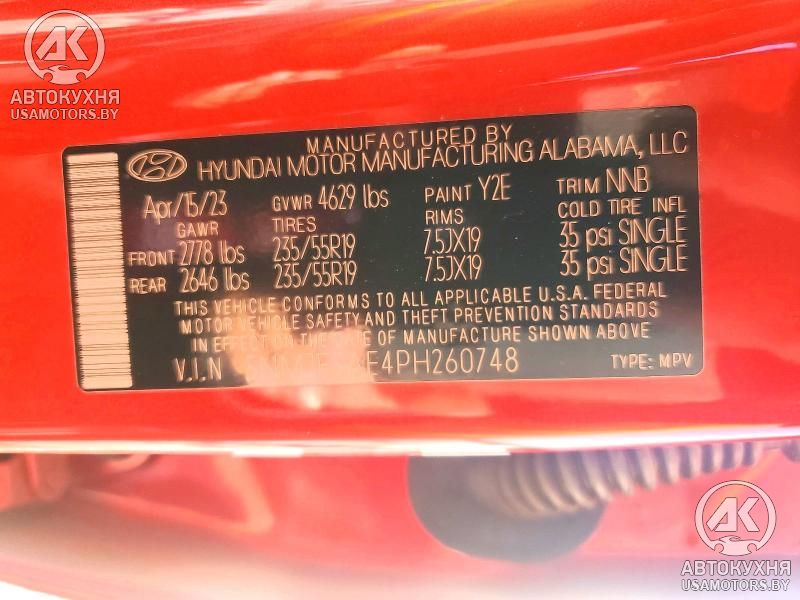 AK
АВТОКУХНЯ
USAMOTORS.BY
MANUFACTURED BY
HYUNDAI MOTOR MANUFACTURING ALABAMA, LLC
Apr/15/23 GVWR 4629 lbs PAINT Y2E TRIM NNB
GAWR TIRES RIMS COLD TIRE INFL
FRONT 2778 lbs 235/55R19 7.5JX19 35 psi SINGLE
REAR 2646 lbs 235/55R19 7.5JX19 35 psi SINGLE
THIS VEHICLE CONFORMS TO ALL APPLICABLE U.S.A. FEDERAL
MOTOR VEHICLE SAFETY AND THEFT PREVENTION STANDARDS
IN EFFECT ON THE DATE OF MANUFACTURE SHOWN ABOVE
V.I.N E4PH260748 TYPE: MPV
AK
АВТОКУХНЯ
USAMOTORS.BY